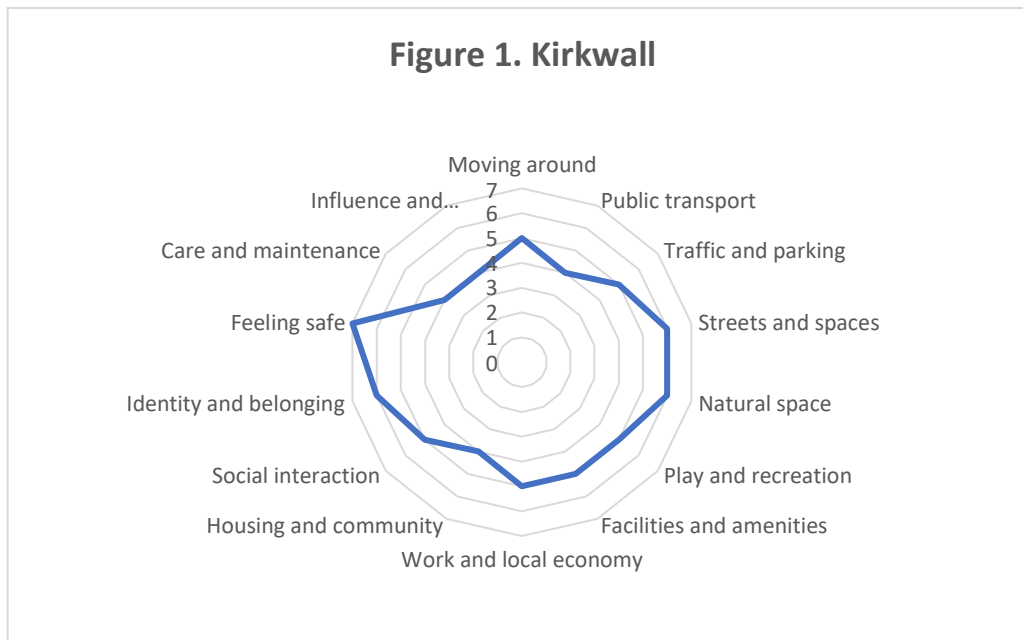 Figure 1. Kirkwall
Moving around
Public transport
Traffic and parking
Streets and spaces
Natural space
Play and recreation
Facilities and amenities
Work and local economy
Housing and community
Social interaction
Identity and belonging
Feeling safe
Care and maintenance
Influence and...
7
6
5
4
3
2
1
0